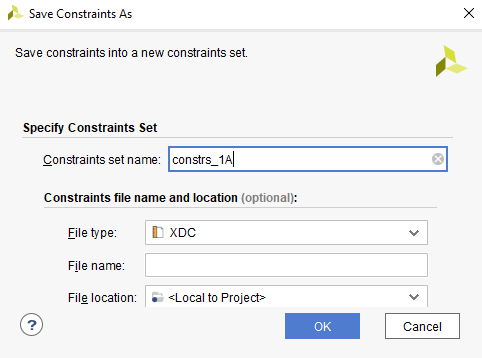 Save Constraints As
Save constraints into a new constraints set.
Specify Constraints Set
Constraints set name: constrs_1A
Constraints file name and location (optional):
File type: XDC
File name:
File location: <Local to Project>
? OK Cancel